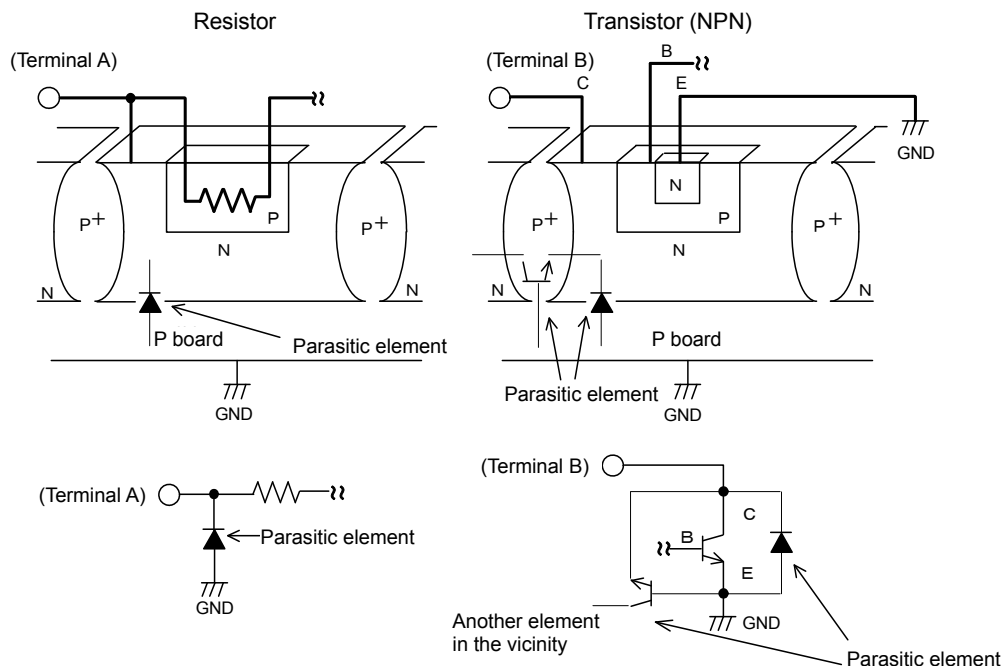 Resistor
(Terminal A)
P+
P
N
P+
N
N
P board
Parasitic element
GND
Transistor (NPN)
(Terminal B)
B
C
E
GND
P+
N
P
N
P+
N
N
P board
Parasitic element
GND
(Terminal A)
Parasitic element
GND
(Terminal B)
C
B
E
GND
Another element
in the vicinity
Parasitic element